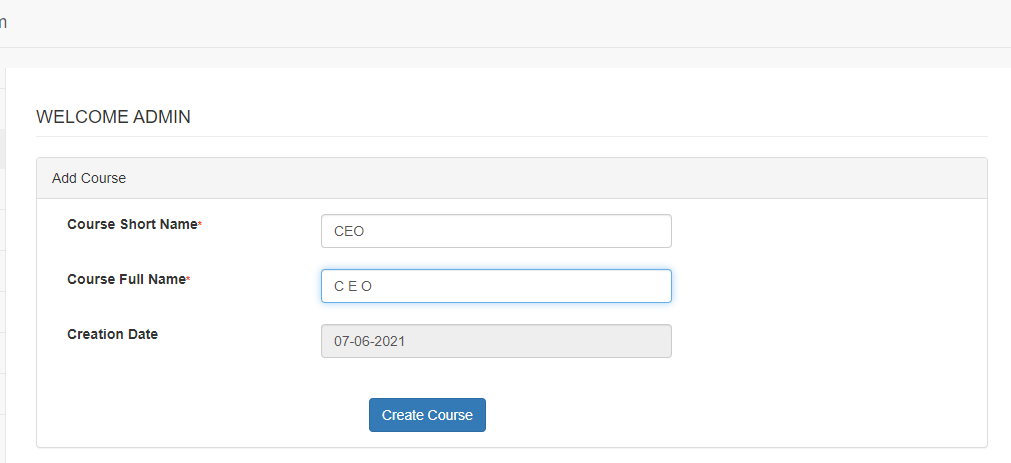 WELCOME ADMIN
Add Course
Course Short Name*
CEO
Course Full Name*
C E O
Creation Date
07-06-2021
Create Course